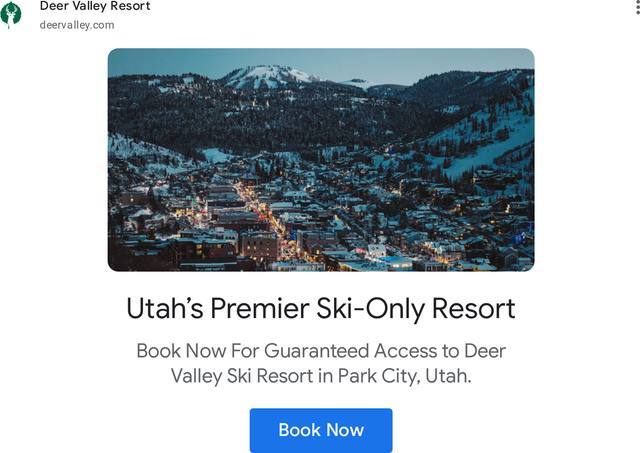 Deer Valley Resort
deervalley.com
Utah's Premier Ski-Only Resort
Book Now For Guaranteed Access to Deer
Valley Ski Resort in Park City, Utah.
Book Now